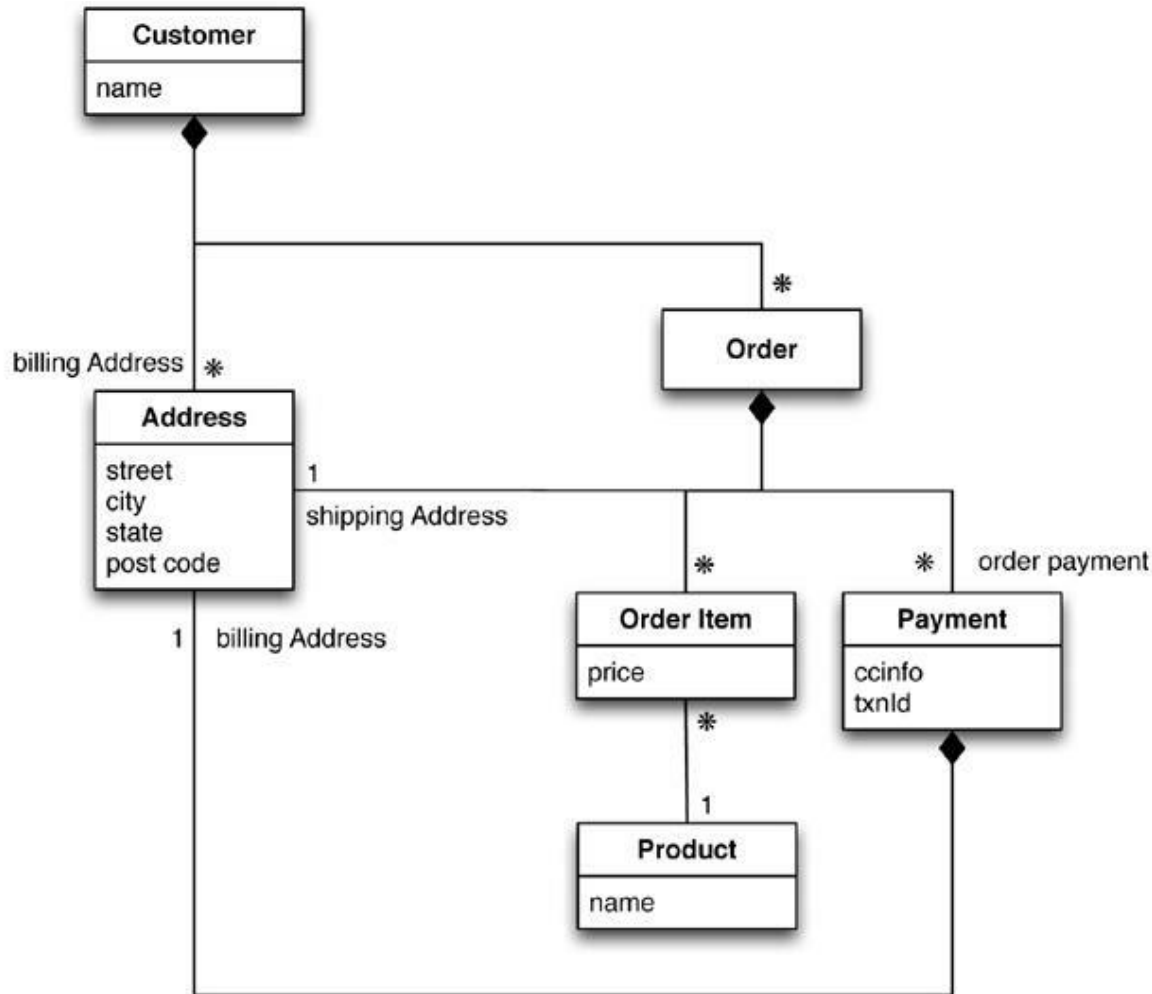 Customer
name
*
Order
billing Address *
Address
street
city
state
post code
1
shipping Address
* order payment
*
Order Item
price
Payment
ccinfo
txnId
1 billing Address
*
1
Product
name